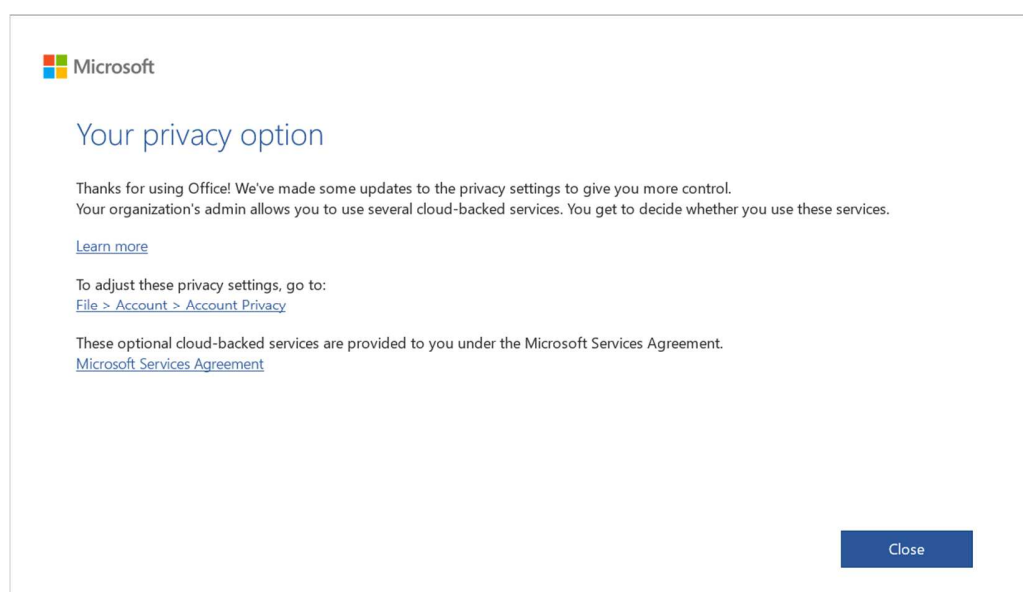 Microsoft
Your privacy option
Thanks for using Office! We've made some updates to the privacy settings to give you more control.
Your organization's admin allows you to use several cloud-backed services. You get to decide whether you use these services.
Learn more
To adjust these privacy settings, go to:
File > Account > Account Privacy
These optional cloud-backed services are provided to you under the Microsoft Services Agreement.
Microsoft Services Agreement
Close